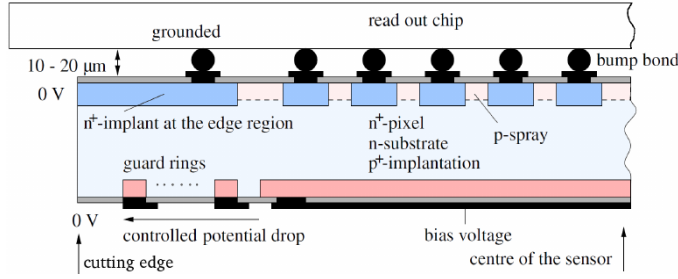 read out chip
grounded
bump bond
10 - 20 μm
0 V
n⁺-implant at the edge region
n⁺-pixel
p-spray
n-substrate
p⁺-implantation
guard rings
......
0 V
controlled potential drop
bias voltage
centre of the sensor
cutting edge